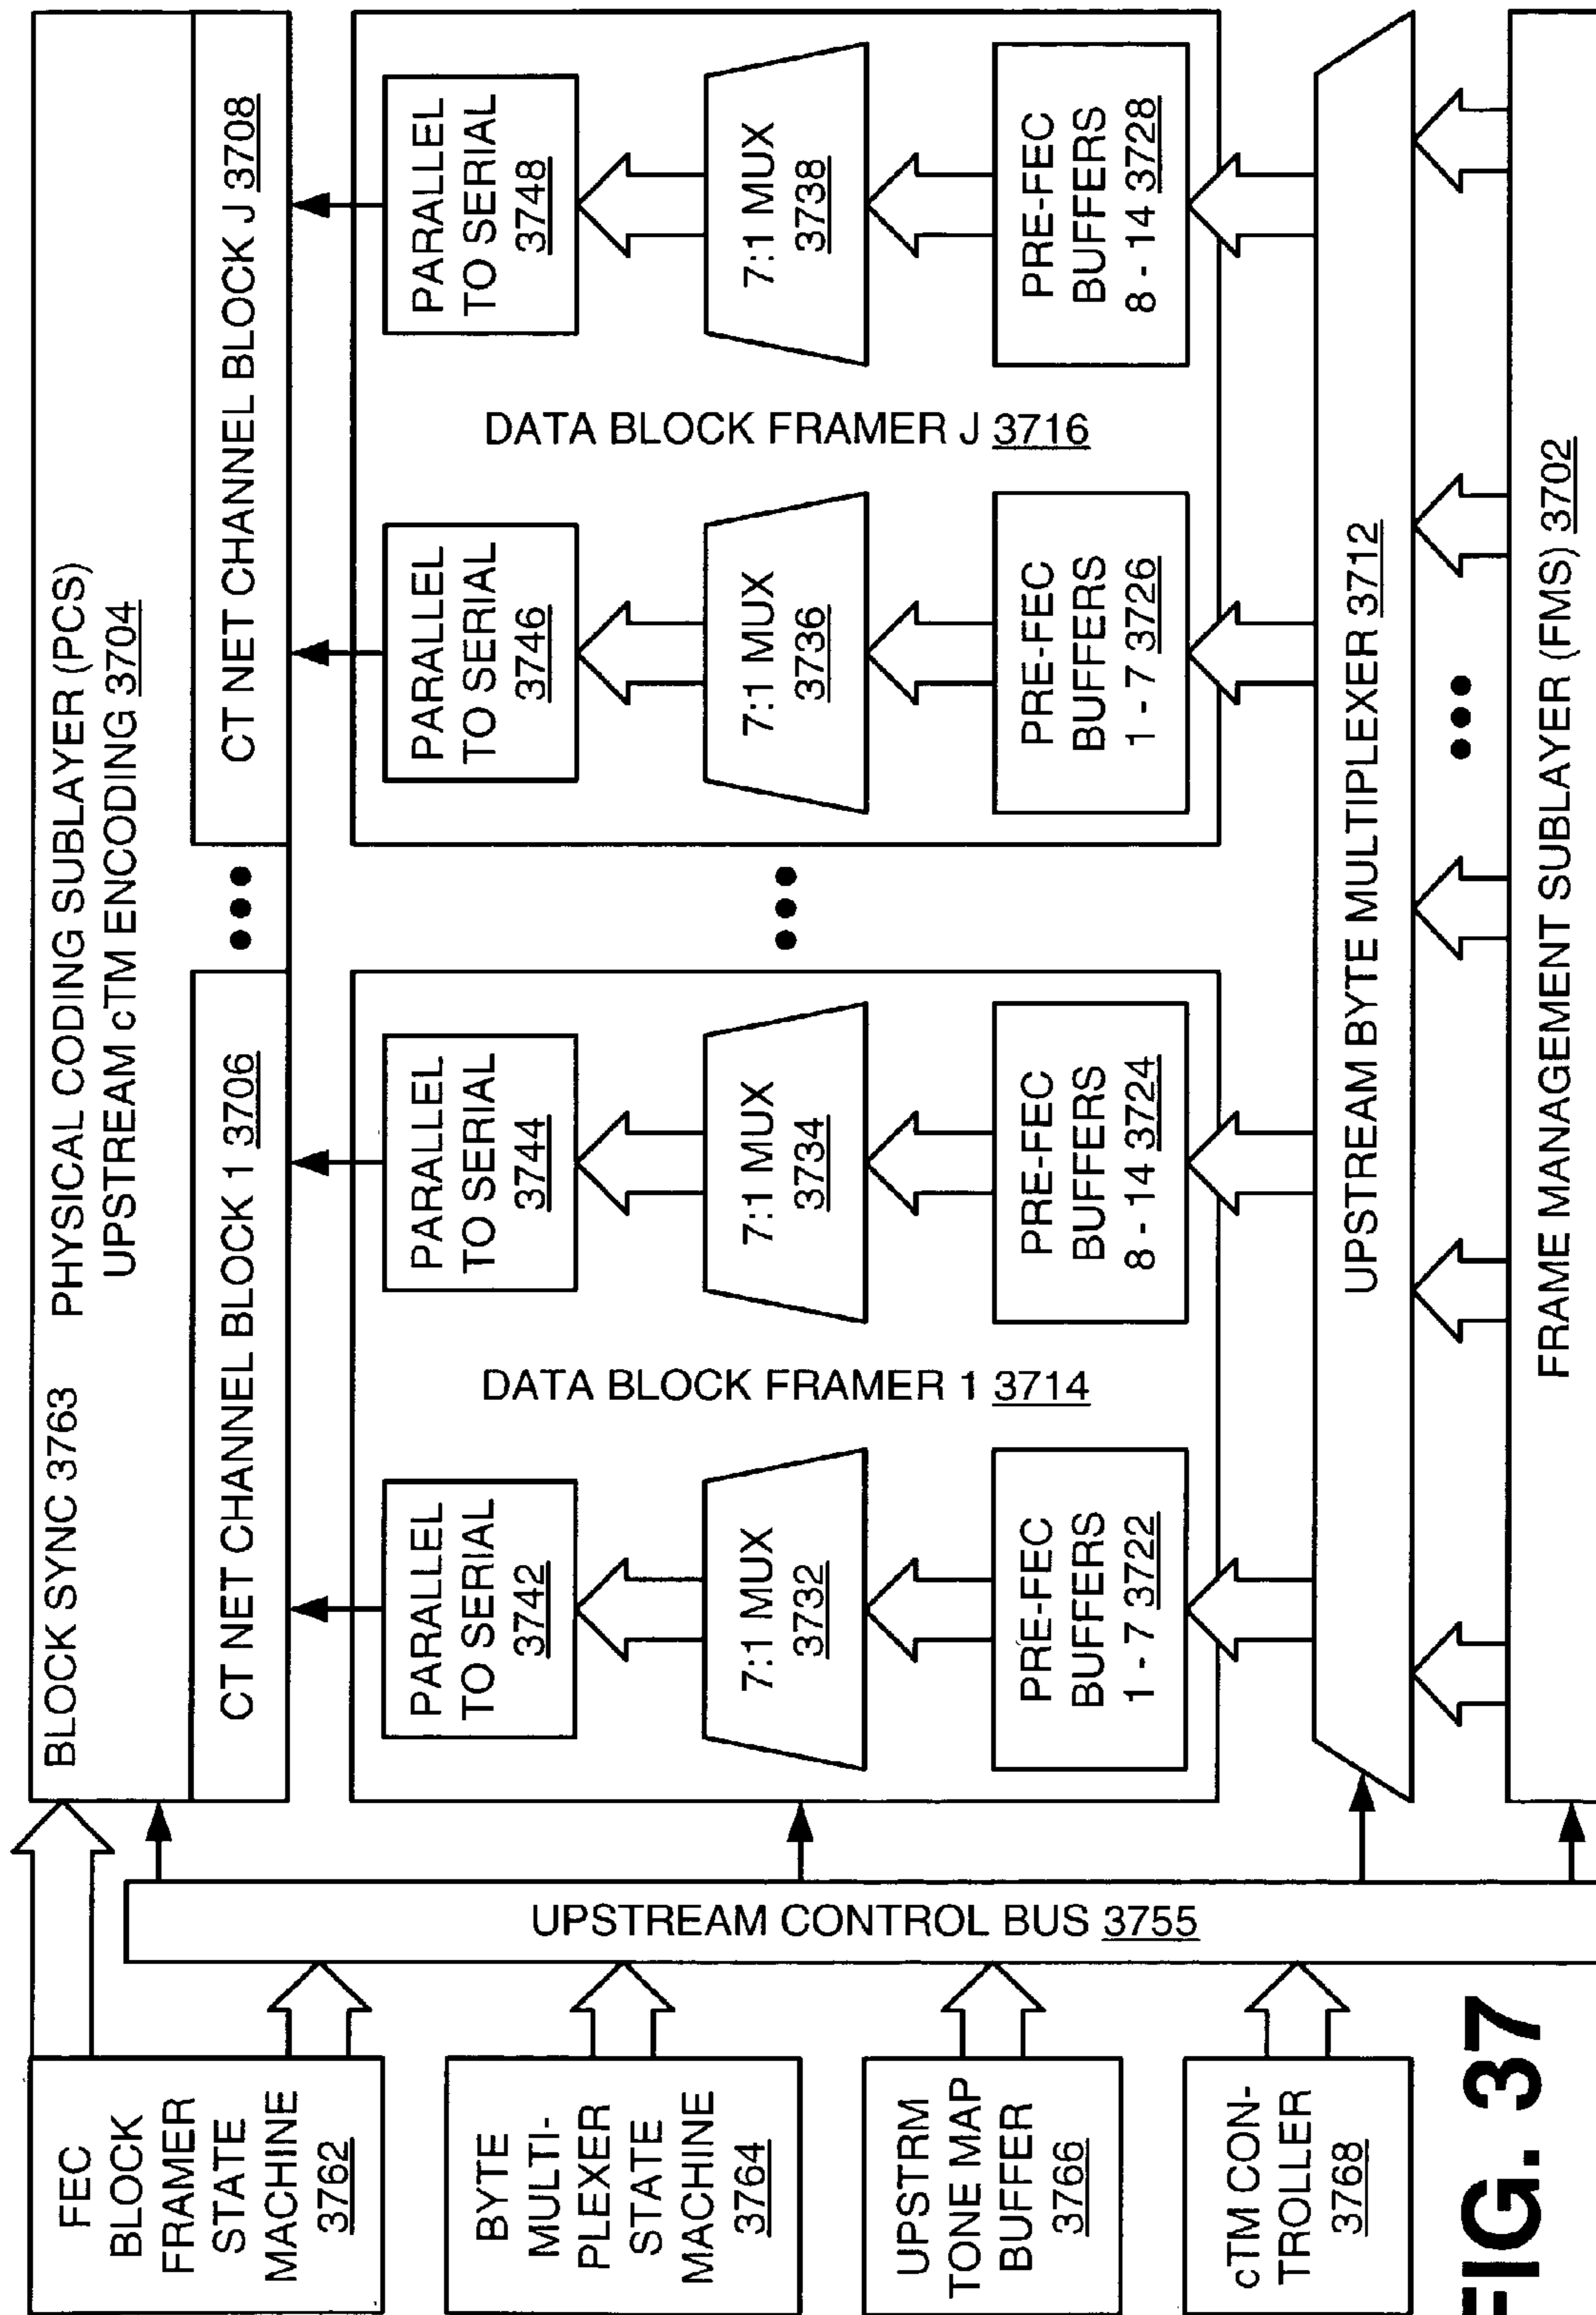 FEC
BLOCK
FRAMER
STATE
MACHINE
3762
BYTE
MULTI-
PLEXER
STATE
MACHINE
3764
UPSTRM
TONE MAP
BUFFER
3766
cTM CON-
TROLLER
3768
UPSTREAM CONTROL BUS 3755
BLOCK SYNC 3763
PHYSICAL CODING SUBLAYER (PCS)
UPSTREAM cTM ENCODING 3704
CT NET CHANNEL BLOCK 1 3706
CT NET CHANNEL BLOCK J 3708
PARALLEL
TO SERIAL
3742
PARALLEL
TO SERIAL
3744
PARALLEL
TO SERIAL
3746
PARALLEL
TO SERIAL
3748
7:1 MUX
3732
7:1 MUX
3734
7:1 MUX
3736
7:1 MUX
3738
DATA BLOCK FRAMER 1 3714
DATA BLOCK FRAMER J 3716
PRE-FEC
BUFFERS
1 - 7 3722
PRE-FEC
BUFFERS
8 - 14 3724
PRE-FEC
BUFFERS
1 - 7 3726
PRE-FEC
BUFFERS
8 - 14 3728
UPSTREAM BYTE MULTIPLEXER 3712
FRAME MANAGEMENT SUBLAYER (FMS) 3702
FIG. 37